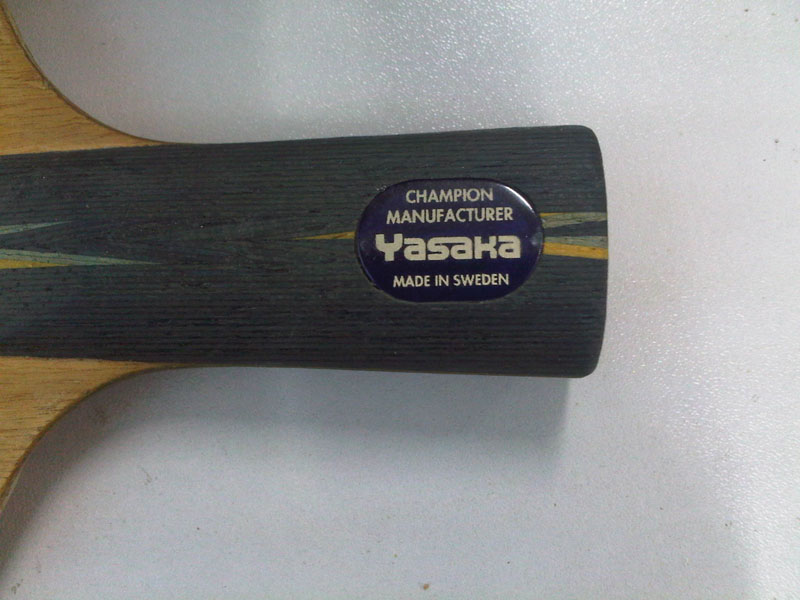 CHAMPION
MANUFACTURER
Yasaka
MADE IN SWEDEN